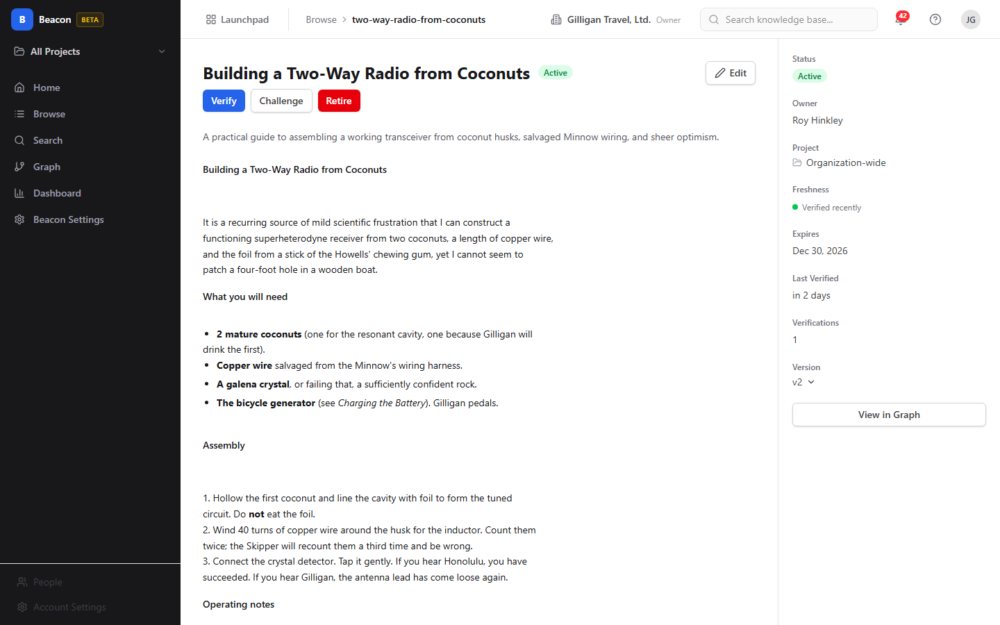 B Beacon BETA
All Projects
Home
Browse
Search
Graph
Dashboard
Beacon Settings
People
Account Settings
Launchpad
Browse > two-way-radio-from-coconuts
Gilligan Travel, Ltd. Owner
Search knowledge base...
42
JG
Building a Two-Way Radio from Coconuts Active
Edit
Verify Challenge Retire
A practical guide to assembling a working transceiver from coconut husks, salvaged Minnow wiring, and sheer optimism.
Building a Two-Way Radio from Coconuts
It is a recurring source of mild scientific frustration that I can construct a
functioning superheterodyne receiver from two coconuts, a length of copper wire,
and the foil from a stick of the Howells' chewing gum, yet I cannot seem to
patch a four-foot hole in a wooden boat.
What you will need
• 2 mature coconuts (one for the resonant cavity, one because Gilligan will
drink the first).
• Copper wire salvaged from the Minnow's wiring harness.
• A galena crystal, or failing that, a sufficiently confident rock.
• The bicycle generator (see Charging the Battery). Gilligan pedals.
Assembly
1. Hollow the first coconut and line the cavity with foil to form the tuned
circuit. Do not eat the foil.
2. Wind 40 turns of copper wire around the husk for the inductor. Count them
twice; the Skipper will recount them a third time and be wrong.
3. Connect the crystal detector. Tap it gently. If you hear Honolulu, you have
succeeded. If you hear Gilligan, the antenna lead has come loose again.
Operating notes
Status
Active
Owner
Roy Hinkley
Project
Organization-wide
Freshness
Verified recently
Expires
Dec 30, 2026
Last Verified
in 2 days
Verifications
1
Version
v2
View in Graph